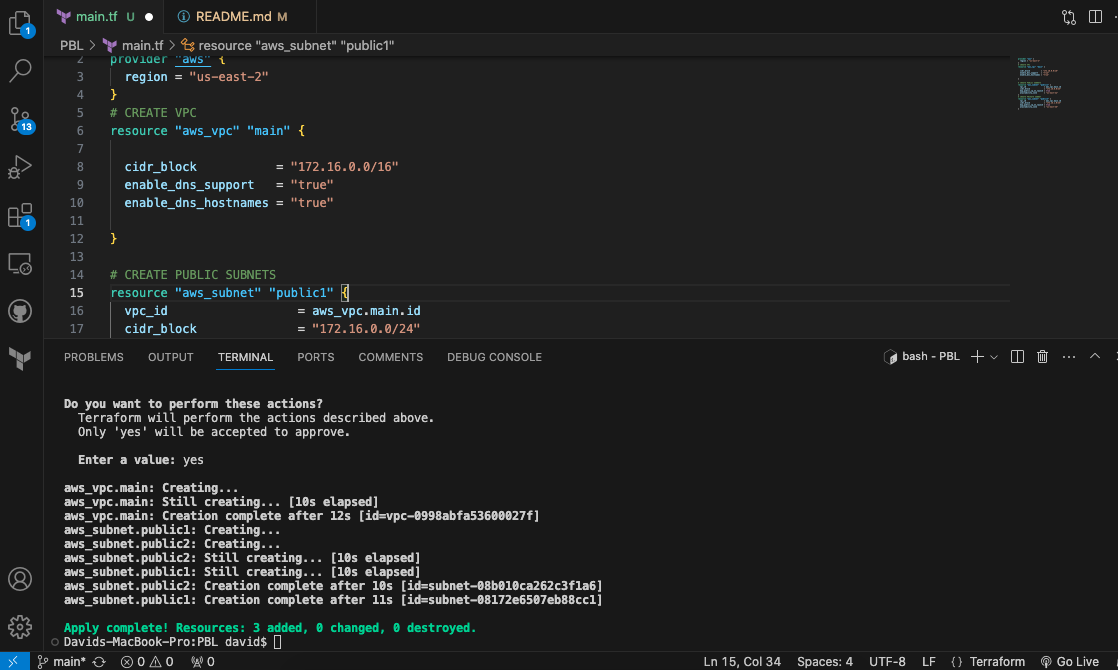 main.tf U
README.md M
PBL > main.tf > resource "aws_subnet" "public1"
2 provider "aws" {
3 region = "us-east-2"
4 }
5 # CREATE VPC
6 resource "aws_vpc" "main" {
7
8 cidr_block = "172.16.0.0/16"
9 enable_dns_support = "true"
10 enable_dns_hostnames = "true"
11
12 }
13
14 # CREATE PUBLIC SUBNETS
15 resource "aws_subnet" "public1" {
16 vpc_id = aws_vpc.main.id
17 cidr_block = "172.16.0.0/24"
1
13
1
PROBLEMS OUTPUT TERMINAL PORTS COMMENTS DEBUG CONSOLE
bash - PBL
Do you want to perform these actions?
Terraform will perform the actions described above.
Only 'yes' will be accepted to approve.
Enter a value: yes
aws_vpc.main: Creating...
aws_vpc.main: Still creating... [10s elapsed]
aws_vpc.main: Creation complete after 12s [id=vpc-0998abfa53600027f]
aws_subnet.public1: Creating...
aws_subnet.public2: Creating...
aws_subnet.public2: Still creating... [10s elapsed]
aws_subnet.public1: Still creating... [10s elapsed]
aws_subnet.public2: Creation complete after 10s [id=subnet-08b010ca262c3f1a6]
aws_subnet.public1: Creation complete after 11s [id=subnet-08172e6507eb88cc1]
Apply complete! Resources: 3 added, 0 changed, 0 destroyed.
Davids-MacBook-Pro:PBL david$
main* 0 0 0 Ln 15, Col 34 Spaces: 4 UTF-8 LF {} Terraform Go Live